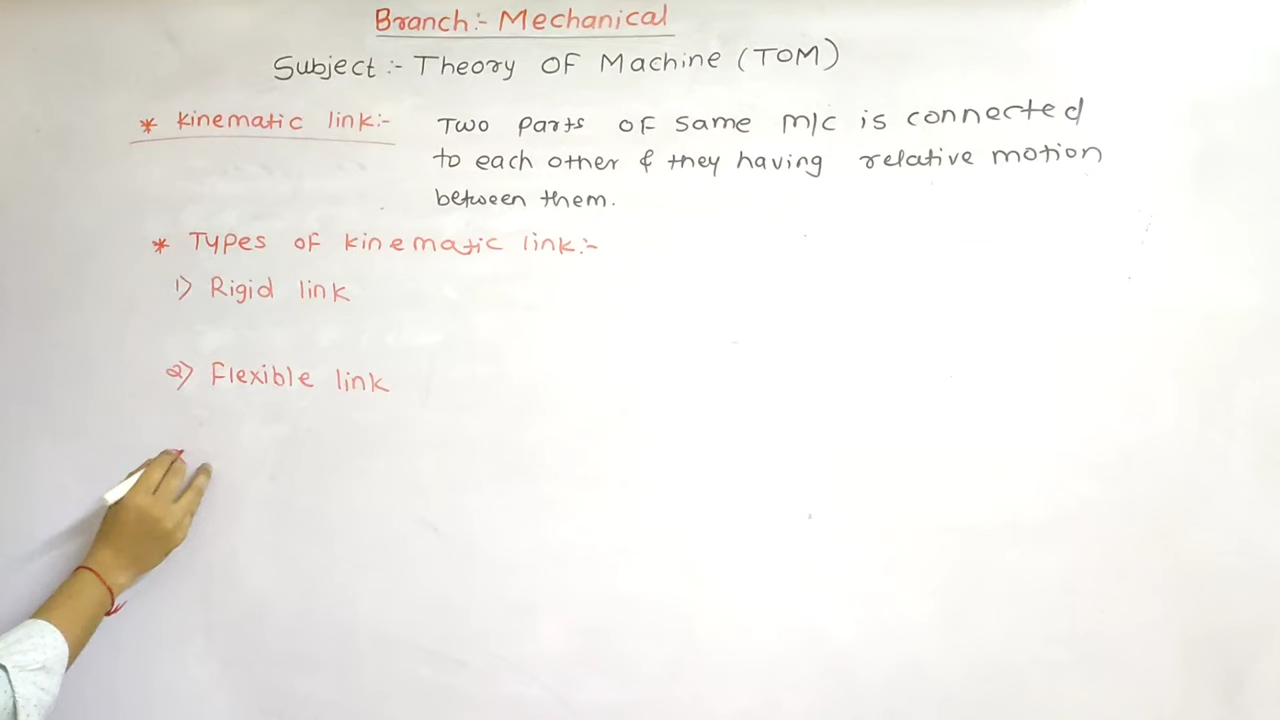 Branch:- Mechanical
Subject:- Theory OF Machine (TOM)
* Kinematic link:- Two parts OF same M/c is connected
to each other & they having relative motion
between them.
* Types OF kinematic link:-
1) Rigid link
2) Flexible link